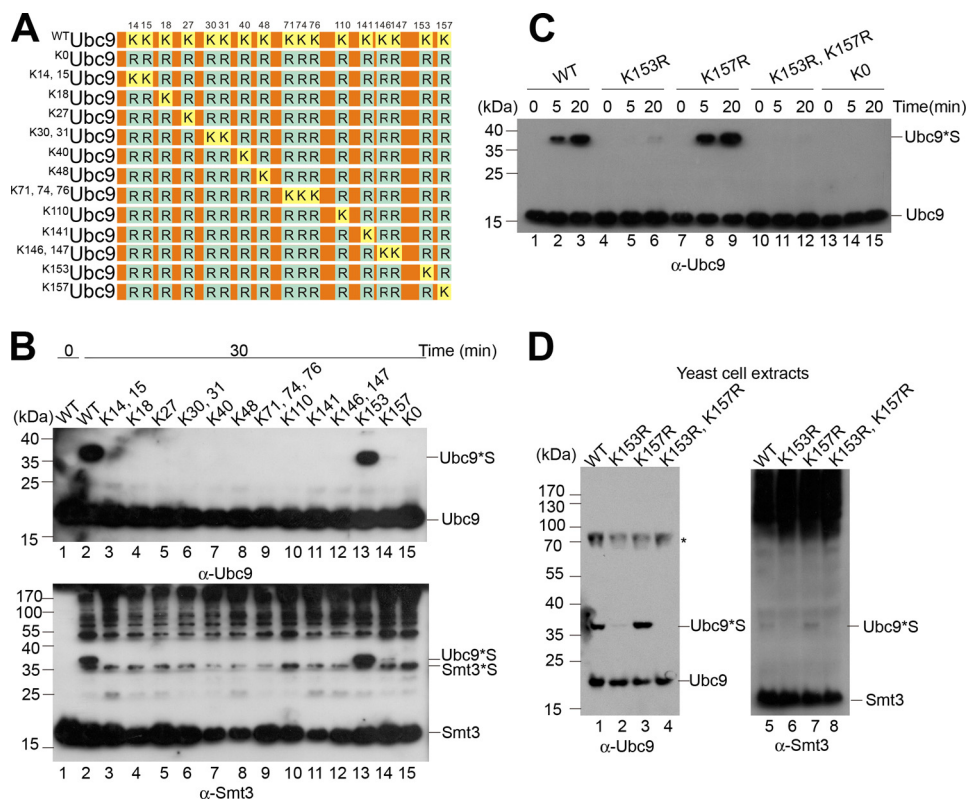 A
14 15 18 27 30 31 40 48 71 74 76 110 141 146 147 153 157
WTUbc9 K K K K K K K K K K K K K K K K K
K0Ubc9 R R R R R R R R R R R R R R R R R
K14, 15Ubc9 K K R R R R R R R R R R R R R R R
K18Ubc9 R R K R R R R R R R R R R R R R R
K27Ubc9 R R R K R R R R R R R R R R R R R
K30, 31Ubc9 R R R R K K R R R R R R R R R R R
K40Ubc9 R R R R R R K R R R R R R R R R R
K48Ubc9 R R R R R R R K R R R R R R R R R
K71, 74, 76Ubc9 R R R R R R R R K K K R R R R R R
K110Ubc9 R R R R R R R R R R R K R R R R R
K141Ubc9 R R R R R R R R R R R R K R R R R
K146, 147Ubc9 R R R R R R R R R R R R R K K R R
K153Ubc9 R R R R R R R R R R R R R R R K R
K157Ubc9 R R R R R R R R R R R R R R R R K
B
0 30 Time (min)
WT WT K14, 15 K18 K27 K30, 31 K40 K48 K71, 74, 76 K110 K141 K146, 147 K153 K157 K0
(kDa)
40
35
25
15
Ubc9*S
Ubc9
1 2 3 4 5 6 7 8 9 10 11 12 13 14 15
α-Ubc9
170
100
55
40
35
25
15
Ubc9*S
Smt3*S
Smt3
1 2 3 4 5 6 7 8 9 10 11 12 13 14 15
α-Smt3
C
WT K153R K157R K153R, K157R K0
(kDa) 0 5 20 0 5 20 0 5 20 0 5 20 0 5 20 Time(min)
40
35
25
15
Ubc9*S
Ubc9
1 2 3 4 5 6 7 8 9 10 11 12 13 14 15
α-Ubc9
D
Yeast cell extracts
(kDa) WT K153R K157R K153R, K157R
170
130
100
70
55
40
35
25
15
*
Ubc9*S
Ubc9
1 2 3 4
α-Ubc9
WT K153R K157R K153R, K157R
Ubc9*S
Smt3
5 6 7 8
α-Smt3